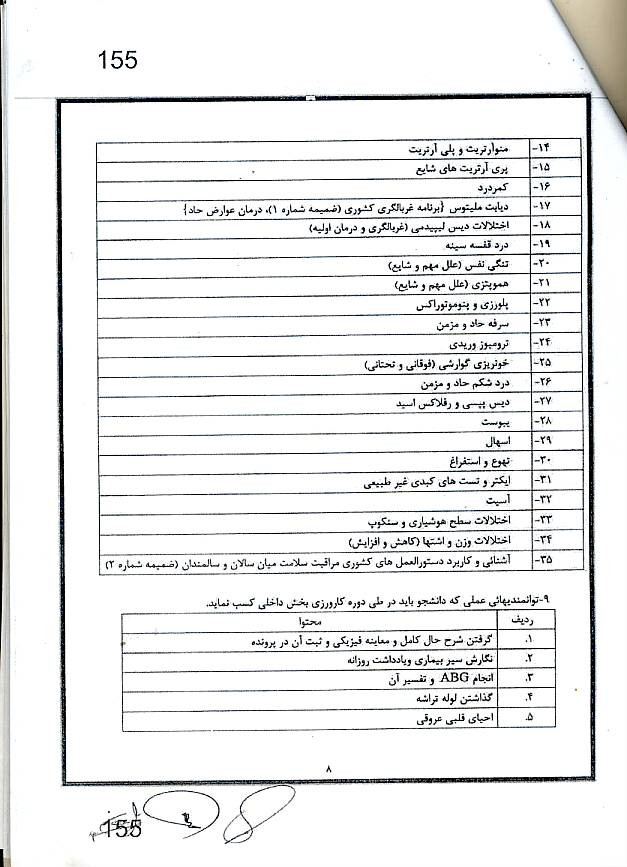 155
۱۴- منوآرتریت و پلی آرتریت
۱۵- پری آرتریت های شایع
۱۶- کمردرد
۱۷- دیابت ملیتوس {برنامه غربالگری کشوری (ضمیمه شماره ۱)، درمان عوارض حاد}
۱۸- اختلالات دیس لیپیدمی (غربالگری و درمان اولیه)
۱۹- درد قفسه سینه
۲۰- تنگی نفس (علل مهم و شایع)
۲۱- هموپتزی (علل مهم و شایع)
۲۲- پلورزی و پنوموتوراکس
۲۳- سرفه حاد و مزمن
۲۴- ترومبوز وریدی
۲۵- خونریزی گوارشی (فوقانی و تحتانی)
۲۶- درد شکم حاد و مزمن
۲۷- دیس پپسی و رفلاکس اسید
۲۸- یبوست
۲۹- اسهال
۳۰- تهوع و استفراغ
۳۱- ایکتر و تست های کبدی غیر طبیعی
۳۲- آسیت
۳۳- اختلالات سطح هوشیاری و سنکوپ
۳۴- اختلالات وزن و اشتها (کاهش و افزایش)
۳۵- آشنائی و کاربرد دستورالعمل های کشوری مراقبت سلامت میان سالان و سالمندان (ضمیمه شماره ۲)
۹-توانمندیهائی عملی که دانشجو باید در طی دوره کارورزی بخش داخلی کسب نماید.
ردیف محتوا
۱. گرفتن شرح حال کامل و معاینه فیزیکی و ثبت آن در پرونده
۲. نگارش سیر بیماری ویادداشت روزانه
۳. انجام ABG و تفسیر آن
۴. گذاشتن لوله تراشه
۵. احیای قلبی عروقی
۸
155